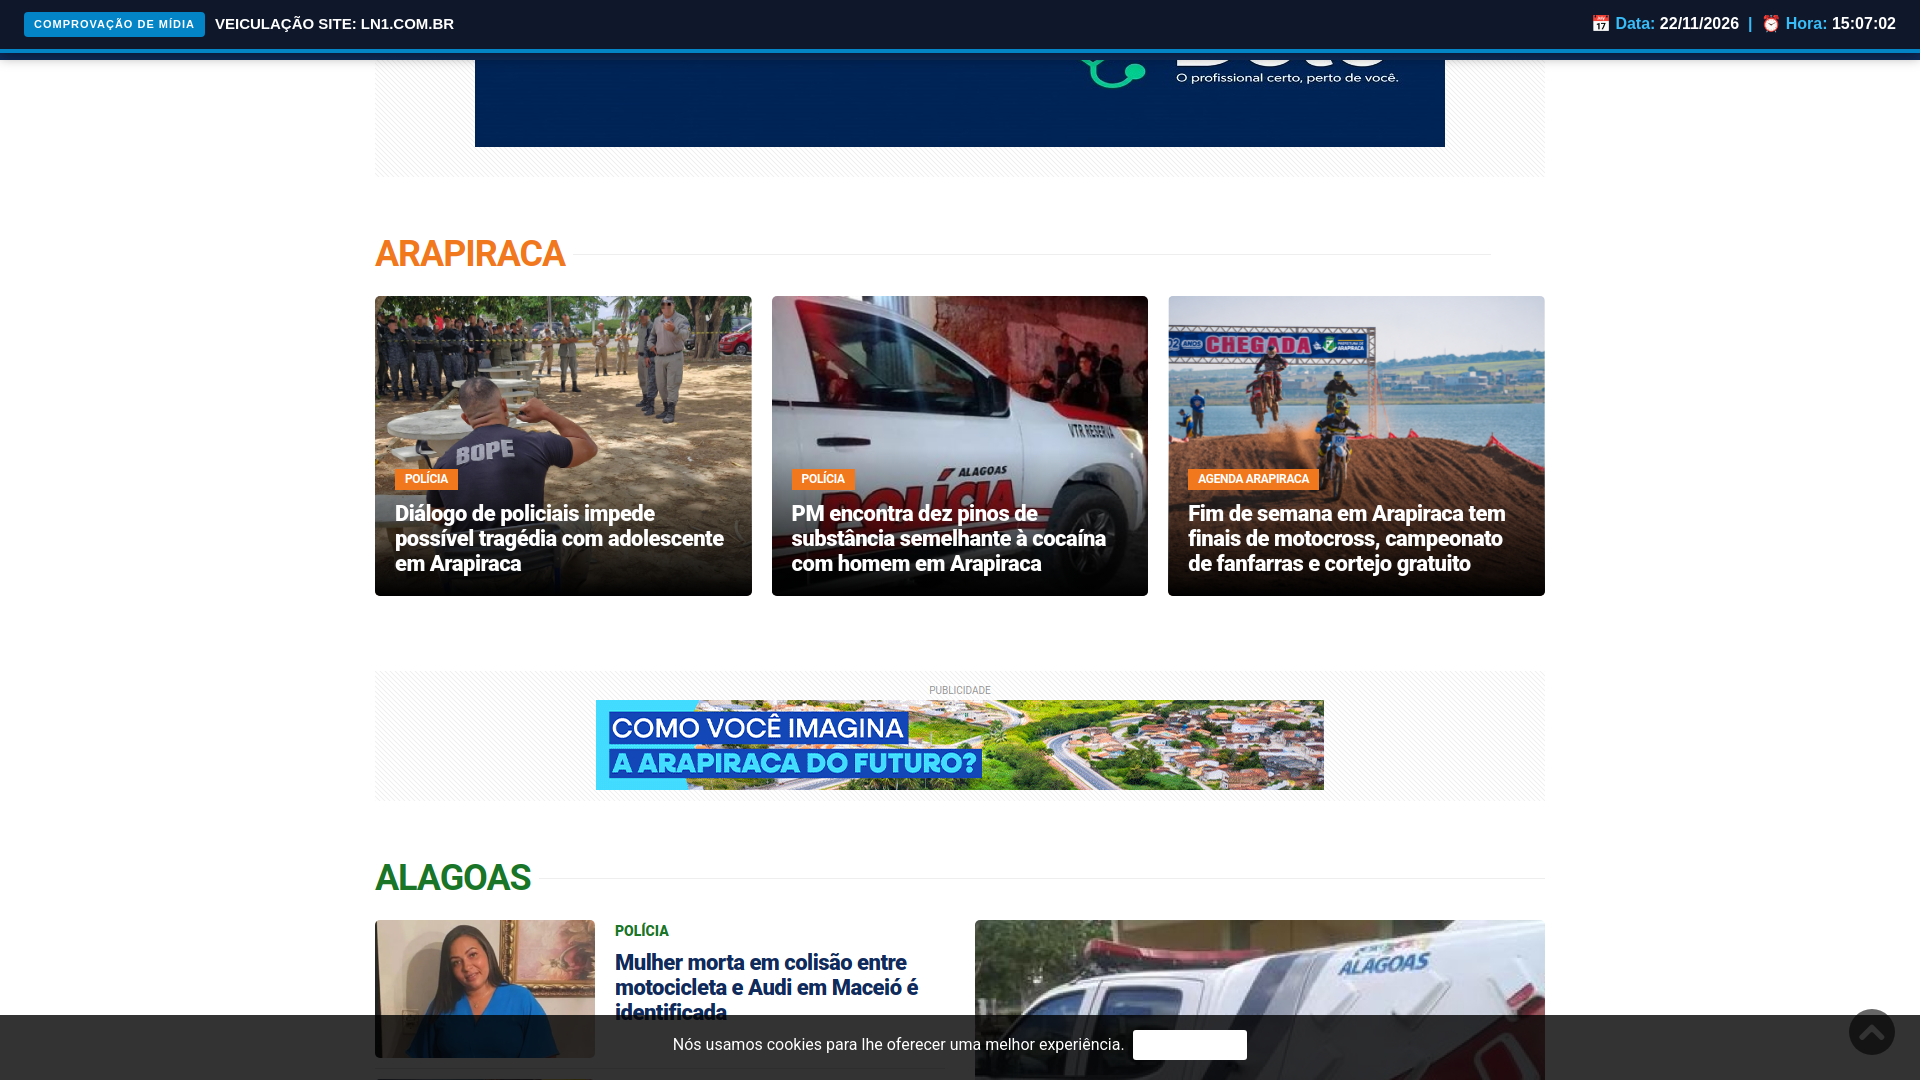 COMPROVAÇÃO DE MÍDIA
VEICULAÇÃO SITE: LN1.COM.BR
Data: 22/11/2026 | Hora: 15:07:02
O profissional certo, perto de você.
ARAPIRACA
CHEGADA
ARAPIRACA
BOPE
VTR RESERVA
ALAGOAS
POLÍCIA
POLÍCIA
Diálogo de policiais impede
possível tragédia com adolescente
em Arapiraca
POLÍCIA
PM encontra dez pinos de
substância semelhante à cocaína
com homem em Arapiraca
AGENDA ARAPIRACA
Fim de semana em Arapiraca tem
finais de motocross, campeonato
de fanfarras e cortejo gratuito
PUBLICIDADE
COMO VOCÊ IMAGINA
A ARAPIRACA DO FUTURO?
ALAGOAS
POLÍCIA
Mulher morta em colisão entre
motocicleta e Audi em Maceió é
identificada
ALAGOAS
Nós usamos cookies para lhe oferecer uma melhor experiência.